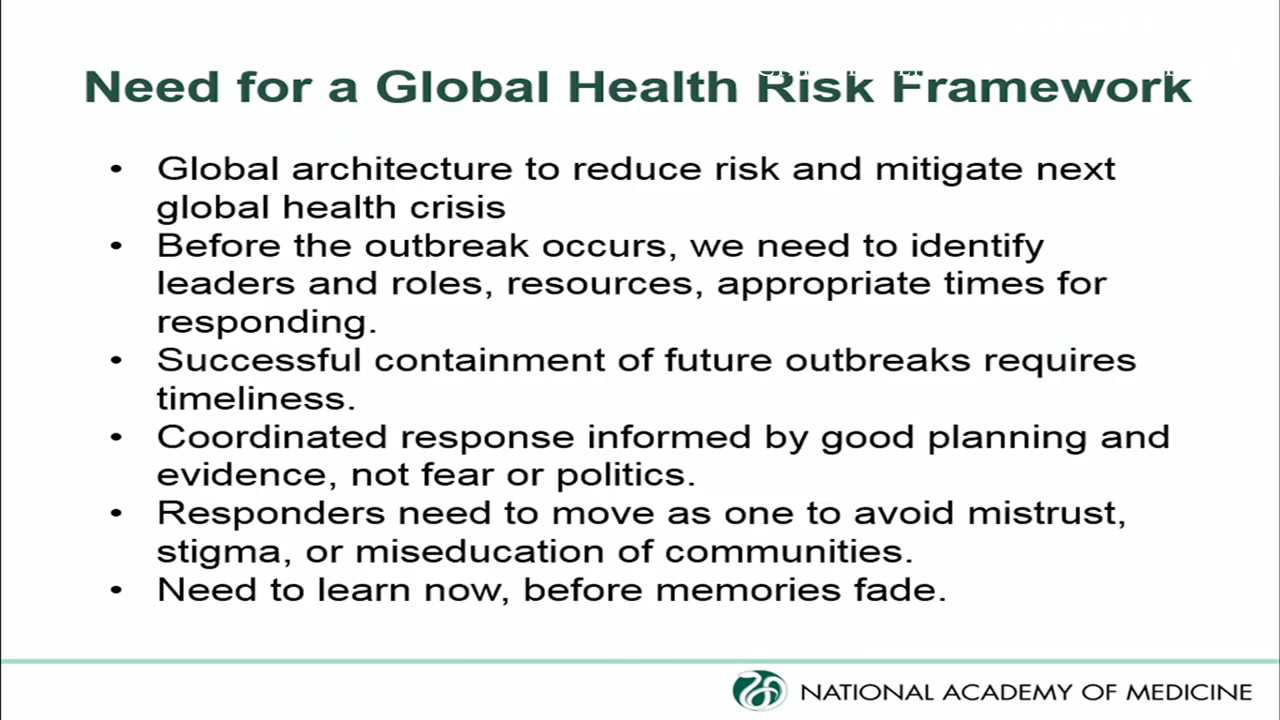 Need for a Global Health Risk Framework
• Global architecture to reduce risk and mitigate next
global health crisis
• Before the outbreak occurs, we need to identify
leaders and roles, resources, appropriate times for
responding.
• Successful containment of future outbreaks requires
timeliness.
• Coordinated response informed by good planning and
evidence, not fear or politics.
• Responders need to move as one to avoid mistrust,
stigma, or miseducation of communities.
• Need to learn now, before memories fade.
NATIONAL ACADEMY OF MEDICINE